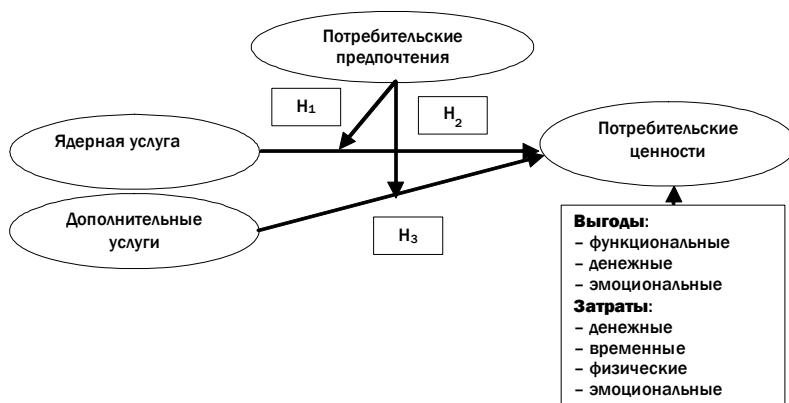 Потребительские
предпочтения
H₁
H₂
Ядерная услуга
Потребительские
ценности
Дополнительные
услуги
H₃
Выгоды:
– функциональные
– денежные
– эмоциональные
Затраты:
– денежные
– временные
– физические
– эмоциональные